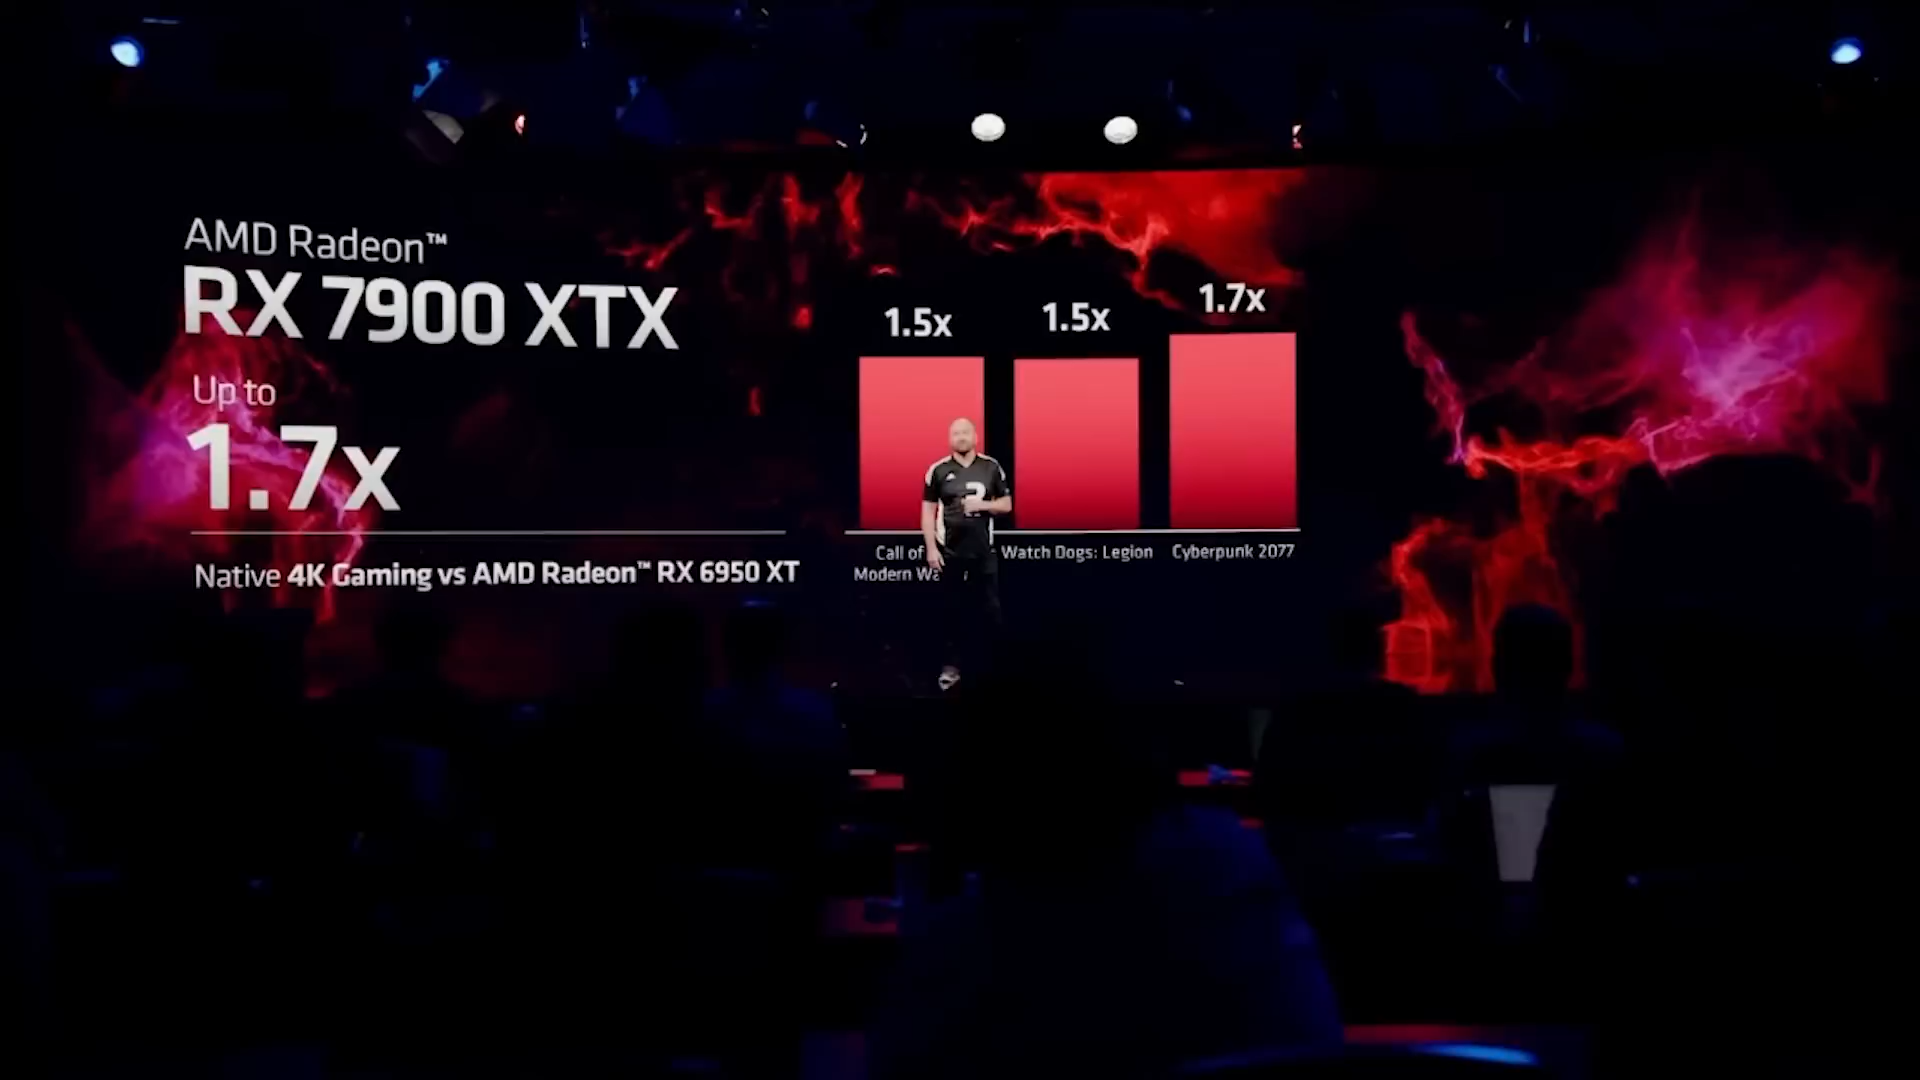 AMD Radeon™
RX 7900 XTX
Up to
1.7x
Native 4K Gaming vs AMD Radeon™ RX 6950 XT
1.5x
1.5x
1.7x
Call of
Modern
Watch Dogs: Legion
Cyberpunk 2077
2